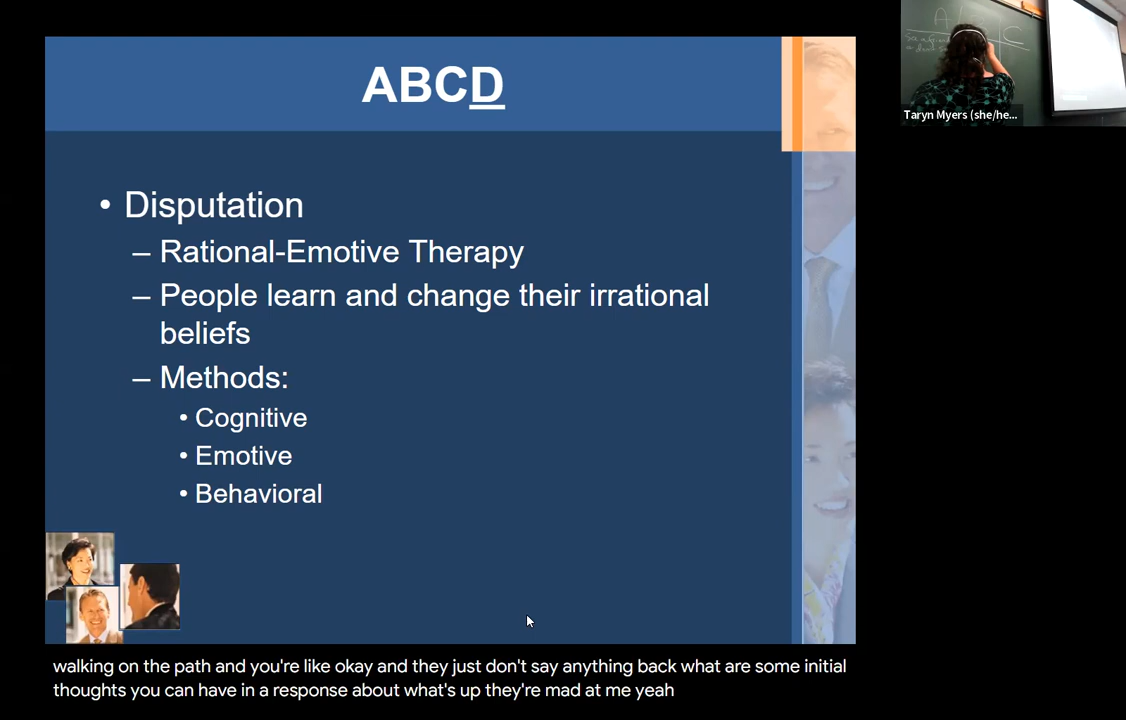 ABCD
• Disputation
– Rational-Emotive Therapy
– People learn and change their irrational
beliefs
– Methods:
• Cognitive
• Emotive
• Behavioral
A
C
Taryn Myers (she/he...
walking on the path and you're like okay and they just don't say anything back what are some initial
thoughts you can have in a response about what's up they're mad at me yeah